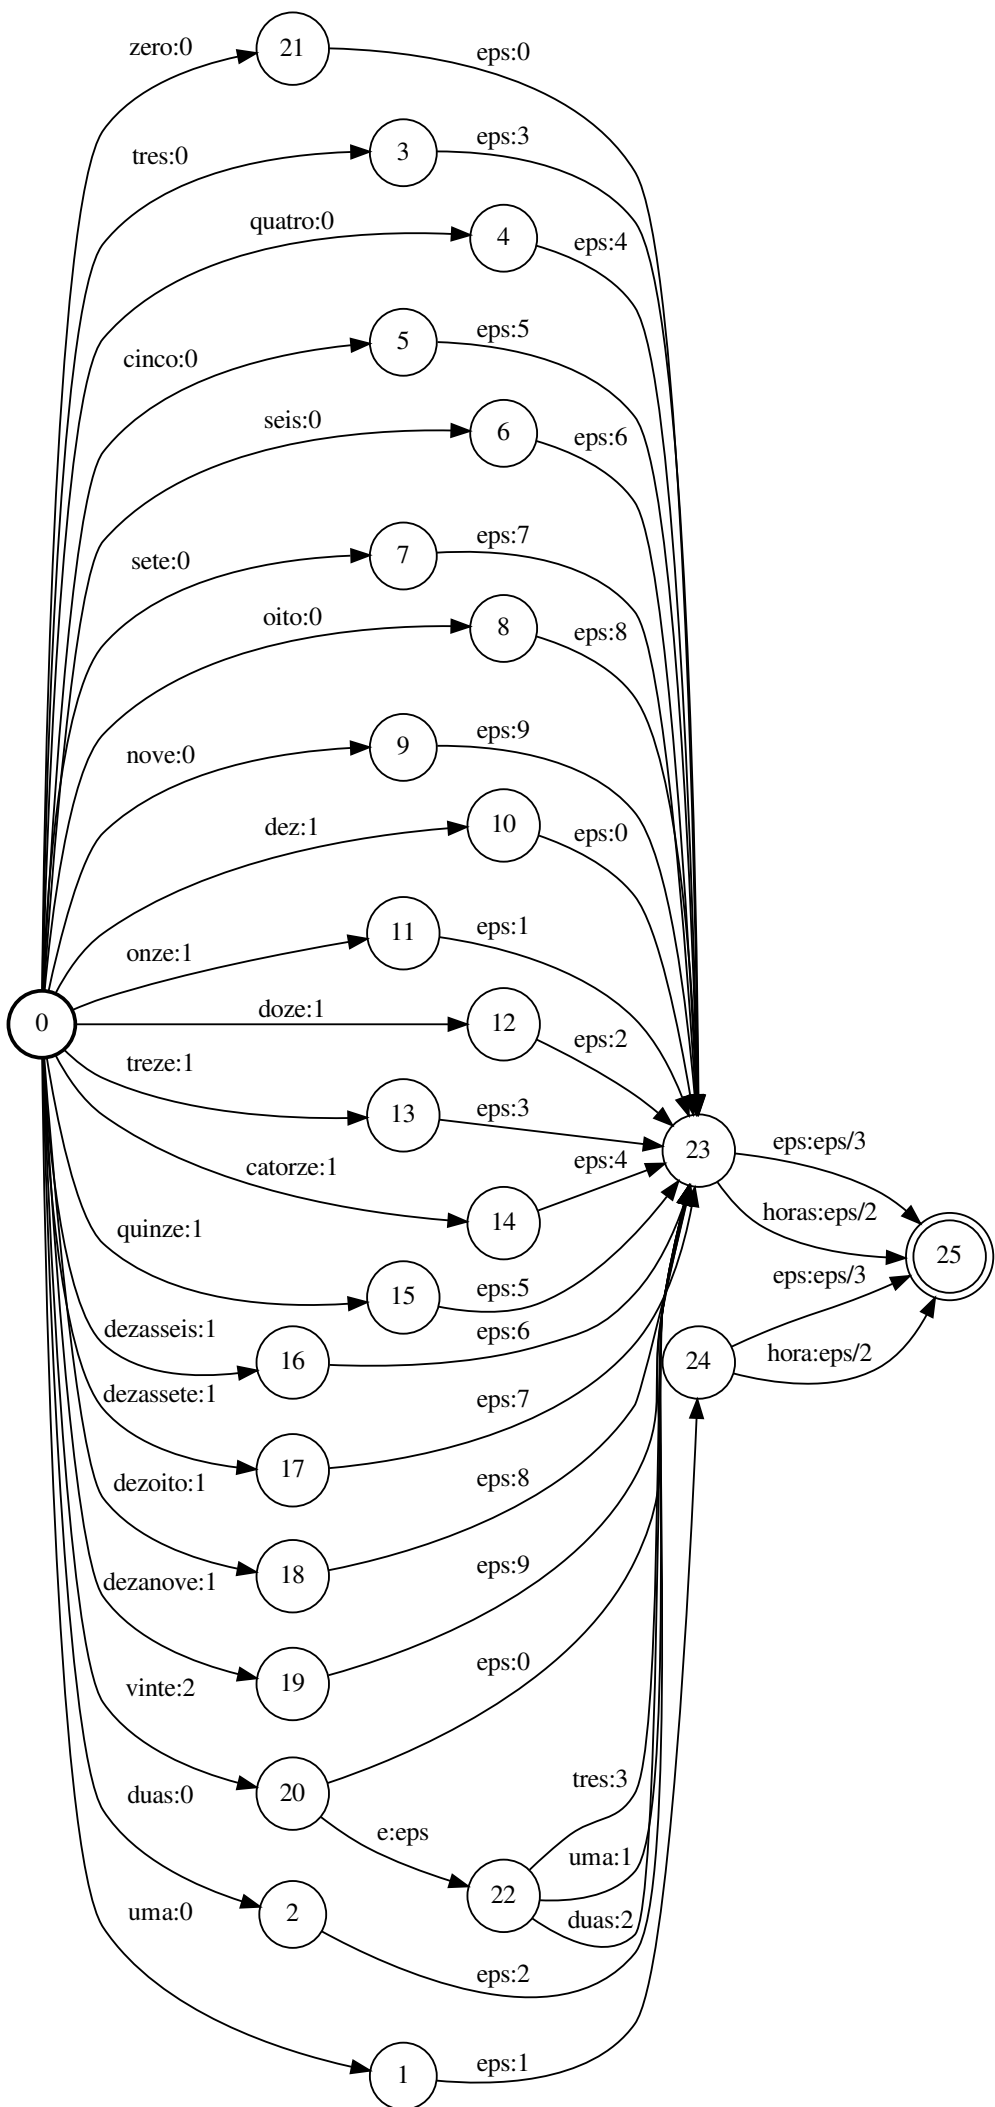 zero:0
21
eps:0
tres:0
3
eps:3
quatro:0
4
eps:4
cinco:0
5
eps:5
seis:0
6
eps:6
sete:0
7
eps:7
oito:0
8
eps:8
nove:0
9
eps:9
dez:1
10
eps:0
onze:1
11
eps:1
0
doze:1
12
eps:2
treze:1
13
eps:3
catorze:1
14
eps:4
23
eps:eps/3
horas:eps/2
25
quinze:1
15
eps:5
dezasseis:1
16
eps:6
24
eps:eps/3
hora:eps/2
dezassete:1
17
eps:7
dezoito:1
18
eps:8
dezanove:1
19
eps:9
vinte:2
20
eps:0
e:eps
22
tres:3
uma:1
duas:2
duas:0
2
eps:2
uma:0
1
eps:1